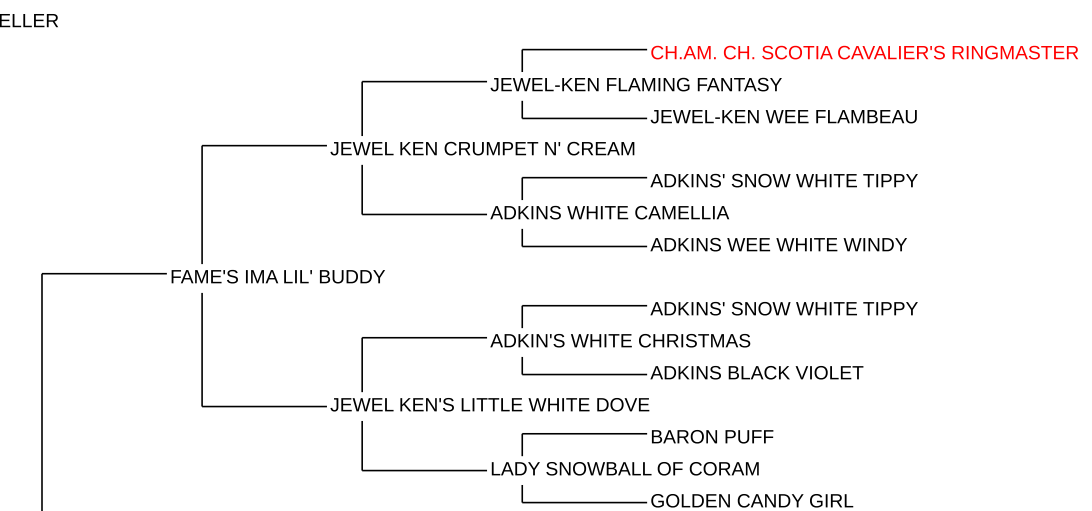 ELLER
CH.AM. CH. SCOTIA CAVALIER'S RINGMASTER
JEWEL-KEN FLAMING FANTASY
JEWEL-KEN WEE FLAMBEAU
JEWEL KEN CRUMPET N' CREAM
ADKINS' SNOW WHITE TIPPY
ADKINS WHITE CAMELLIA
ADKINS WEE WHITE WINDY
FAME'S IMA LIL' BUDDY
ADKINS' SNOW WHITE TIPPY
ADKIN'S WHITE CHRISTMAS
ADKINS BLACK VIOLET
JEWEL KEN'S LITTLE WHITE DOVE
BARON PUFF
LADY SNOWBALL OF CORAM
GOLDEN CANDY GIRL